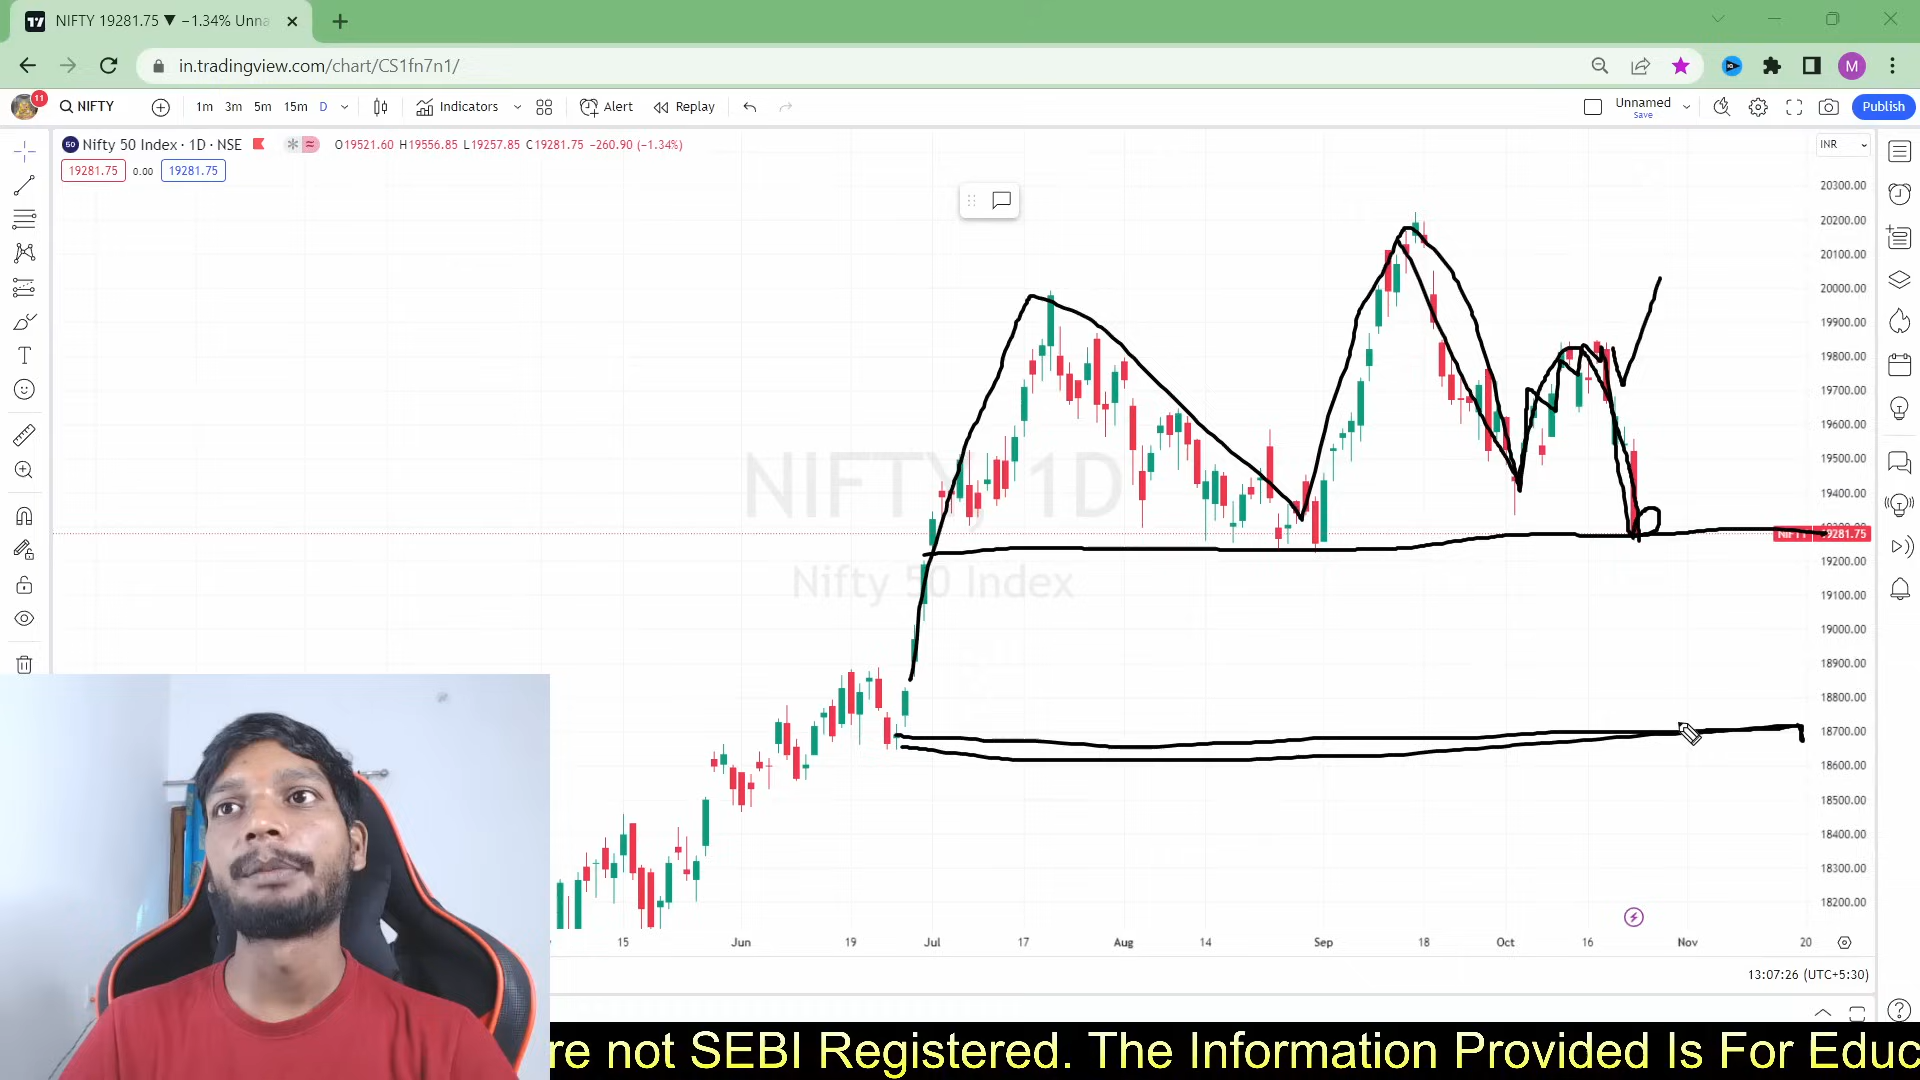 NIFTY 19281.75 ▼ −1.34% Unna
in.tradingview.com/chart/CS1fn7n1/
M
11
NIFTY
1m 3m 5m 15m D
Indicators
Alert
Replay
Unnamed
Save
Publish
50 Nifty 50 Index · 1D · NSE
O19521.60 H19556.85 L19257.85 C19281.75 −260.90 (−1.34%)
INR
19281.75 0.00 19281.75
20300.00
20200.00
20100.00
20000.00
19900.00
19800.00
19700.00
19600.00
19500.00
19400.00
NIFTY, 1D
NIFTY 19281.75
19200.00
Nifty 50 Index
19100.00
19000.00
18900.00
18800.00
18700.00
18600.00
18500.00
18400.00
18300.00
18200.00
15 Jun 19 Jul 17 Aug 14 Sep 18 Oct 16 Nov 20
13:07:26 (UTC+5:30)
re not SEBI Registered. The Information Provided Is For Educ